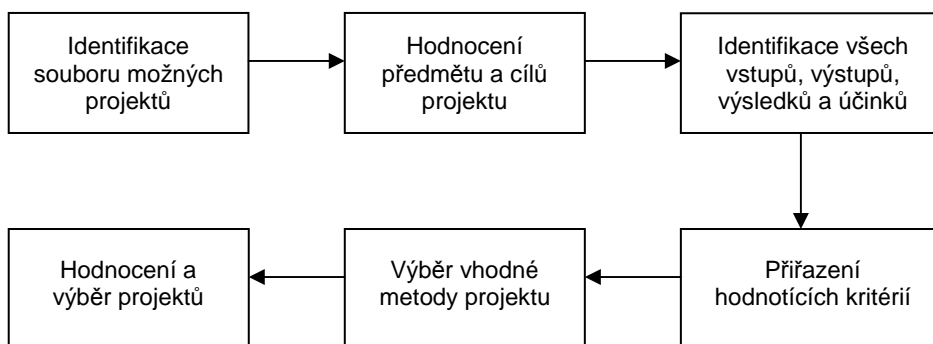 Identifikace
souboru možných
projektů
Hodnocení
předmětu a cílů
projektu
Identifikace všech
vstupů, výstupů,
výsledků a účinků
Přiřazení
hodnotících kritérií
Výběr vhodné
metody projektu
Hodnocení a
výběr projektů